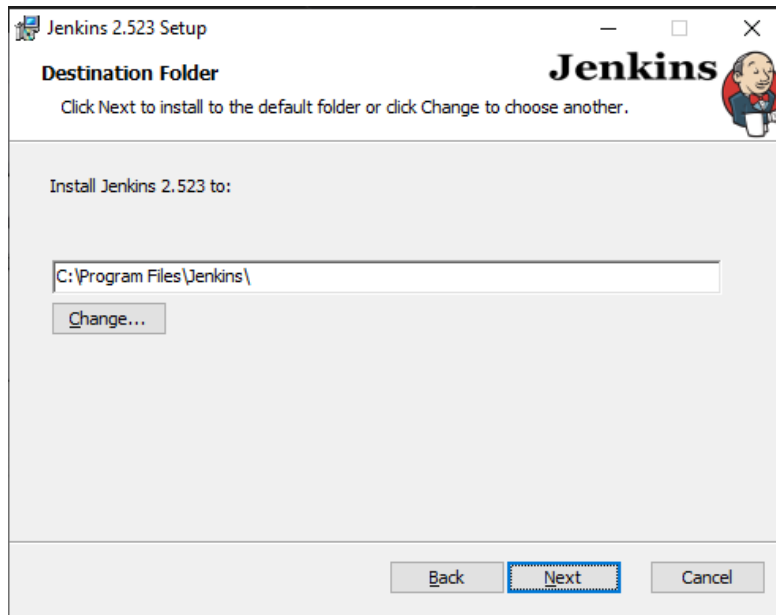 Jenkins 2.523 Setup
Destination Folder
Jenkins
Click Next to install to the default folder or click Change to choose another.
Install Jenkins 2.523 to:
C:\Program Files\Jenkins\
Change...
Back
Next
Cancel